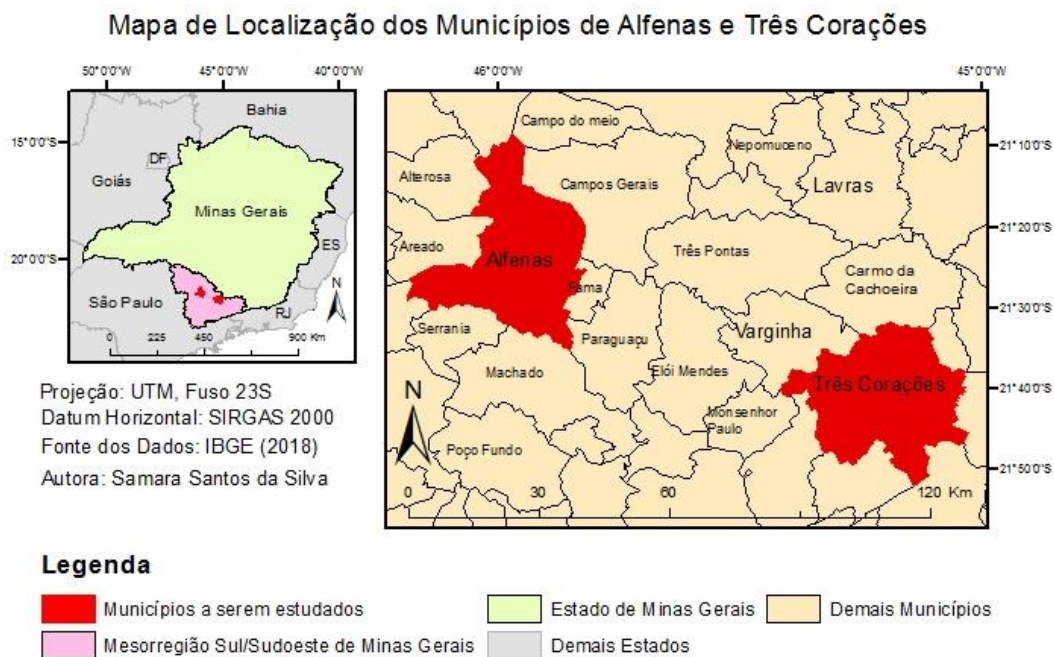 Mapa de Localização dos Municípios de Alfenas e Três Corações
50°0'0"W 45°0'0"W 40°0'0"W
15°0'0"S
20°0'0"S
Bahia
DF
Goiás
Minas Gerais
ES
São Paulo
RJ
N
0 225 450 900 Km
46°0'0"W 45°0'0"W
21°10'0"S
21°20'0"S
21°30'0"S
21°40'0"S
21°50'0"S
Campo do meio
Nepomuceno
Alterosa
Campos Gerais
Lavras
Areado
Alfenas
Três Pontas
Carmo da
Cachoeira
Fama
Serrania
Paraguaçu
Varginha
Machado
Elói Mendes
Três Corações
Monsenhor
Paulo
Poço Fundo
N
0 30 60 120 Km
Projeção: UTM, Fuso 23S
Datum Horizontal: SIRGAS 2000
Fonte dos Dados: IBGE (2018)
Autora: Samara Santos da Silva
Legenda
Municípios a serem estudados
Estado de Minas Gerais
Demais Municípios
Mesorregião Sul/Sudoeste de Minas Gerais
Demais Estados